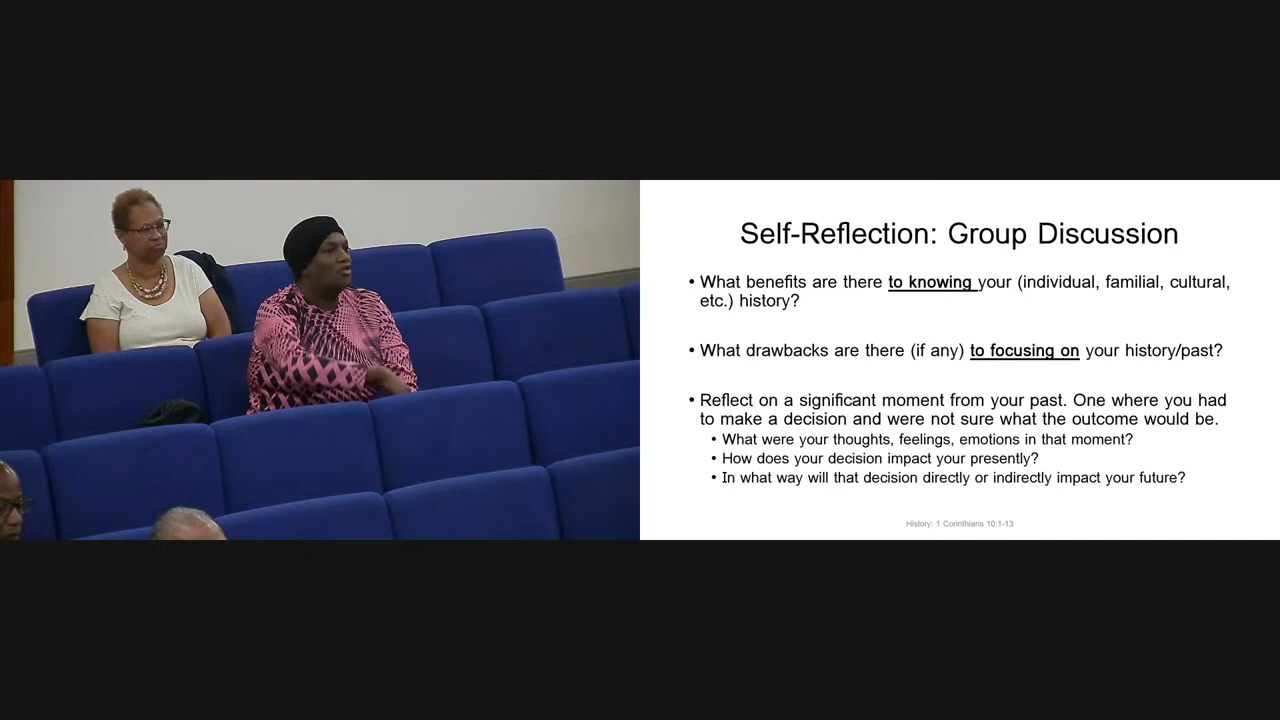 Self-Reflection: Group Discussion
• What benefits are there to knowing your (individual, familial, cultural,
etc.) history?
• What drawbacks are there (if any) to focusing on your history/past?
• Reflect on a significant moment from your past. One where you had
to make a decision and were not sure what the outcome would be.
• What were your thoughts, feelings, emotions in that moment?
• How does your decision impact your presently?
• In what way will that decision directly or indirectly impact your future?
History: 1 Corinthians 10:1-13